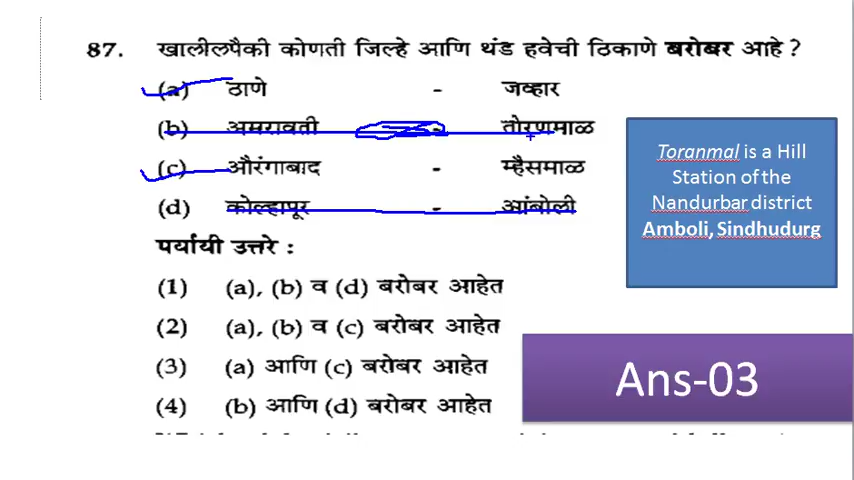 87. खालीलपैकी कोणती जिल्हे आणि थंड हवेची ठिकाणे बरोबर आहे ?
(a) ठाणे - जव्हार
(b) अमरावती - तोरणमाळ
(c) औरंगाबाद - म्हैसमाळ
(d) कोल्हापूर - आंबोली
पर्यायी उत्तरे :
(1) (a), (b) व (d) बरोबर आहेत
(2) (a), (b) व (c) बरोबर आहेत
(3) (a) आणि (c) बरोबर आहेत
(4) (b) आणि (d) बरोबर आहेत
Toranmal is a Hill
Station of the
Nandurbar district
Amboli, Sindhudurg
Ans-03